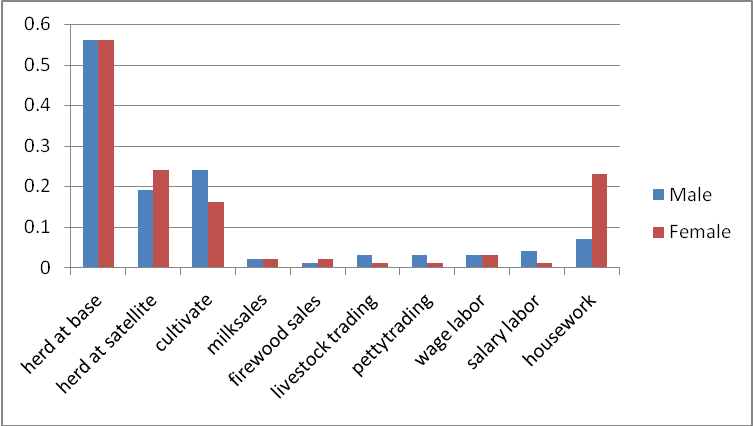 0.6
0.5
0.4
0.3
0.2
0.1
0
herd at base
herd at satellite
cultivate
milksales
firewood sales
livestock trading
pettytrading
wage labor
salary labor
housework
Male
Female